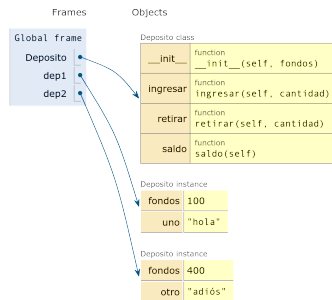 Frames Objects
Global frame
Deposito
dep1
dep2
Deposito class
__init__ function
__init__(self, fondos)
ingresar function
ingresar(self, cantidad)
retirar function
retirar(self, cantidad)
saldo function
saldo(self)
Deposito instance
fondos 100
uno "hola"
Deposito instance
fondos 400
otro "adiós"